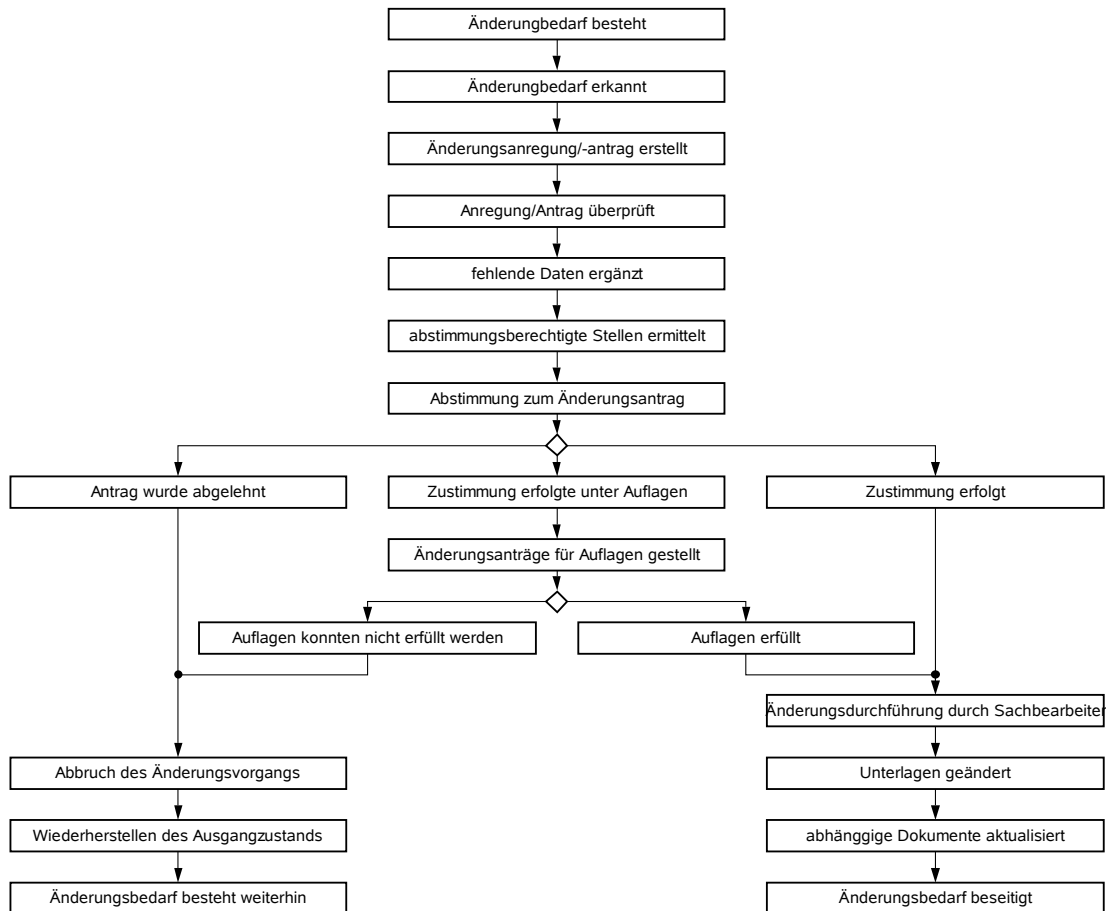 Änderungbedarf besteht
Änderungbedarf erkannt
Änderungsanregung/-antrag erstellt
Anregung/Antrag überprüft
fehlende Daten ergänzt
abstimmungsberechtigte Stellen ermittelt
Abstimmung zum Änderungsantrag
Antrag wurde abgelehnt
Zustimmung erfolgte unter Auflagen
Zustimmung erfolgt
Änderungsanträge für Auflagen gestellt
Auflagen konnten nicht erfüllt werden
Auflagen erfüllt
Änderungsdurchführung durch Sachbearbeiter
Abbruch des Änderungsvorgangs
Unterlagen geändert
Wiederherstellen des Ausgangzustands
abhänggige Dokumente aktualisiert
Änderungsbedarf besteht weiterhin
Änderungsbedarf beseitigt